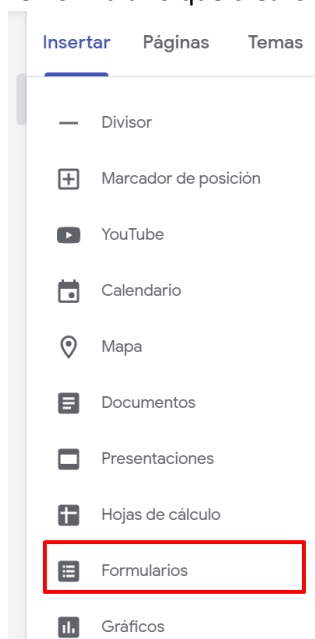 Insertar Páginas Temas
Divisor
Marcador de posición
YouTube
Calendario
Mapa
Documentos
Presentaciones
Hojas de cálculo
Formularios
Gráficos